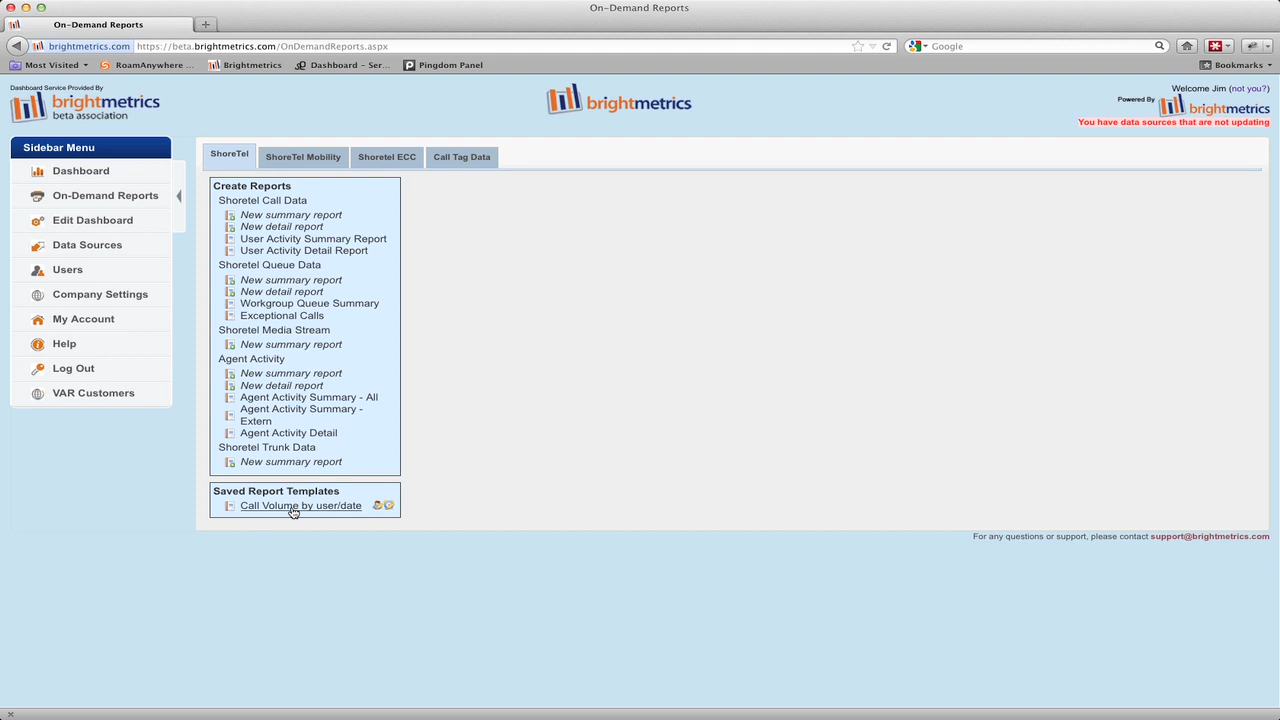 On-Demand Reports
On-Demand Reports
brightmetrics.com https://beta.brightmetrics.com/OnDemandReports.aspx
Google
Most Visited
RoamAnywhere ...
Brightmetrics
Dashboard - Ser...
Pingdom Panel
Bookmarks
Dashboard Service Provided By
brightmetrics
beta association
brightmetrics
Welcome Jim (not you?)
Powered By
brightmetrics
You have data sources that are not updating
Sidebar Menu
Dashboard
On-Demand Reports
Edit Dashboard
Data Sources
Users
Company Settings
My Account
Help
Log Out
VAR Customers
ShoreTel
ShoreTel Mobility
Shoretel ECC
Call Tag Data
Create Reports
Shoretel Call Data
New summary report
New detail report
User Activity Summary Report
User Activity Detail Report
Shoretel Queue Data
New summary report
New detail report
Workgroup Queue Summary
Exceptional Calls
Shoretel Media Stream
New summary report
Agent Activity
New summary report
New detail report
Agent Activity Summary - All
Agent Activity Summary -
Extern
Agent Activity Detail
Shoretel Trunk Data
New summary report
Saved Report Templates
Call Volume by user/date
For any questions or support, please contact support@brightmetrics.com